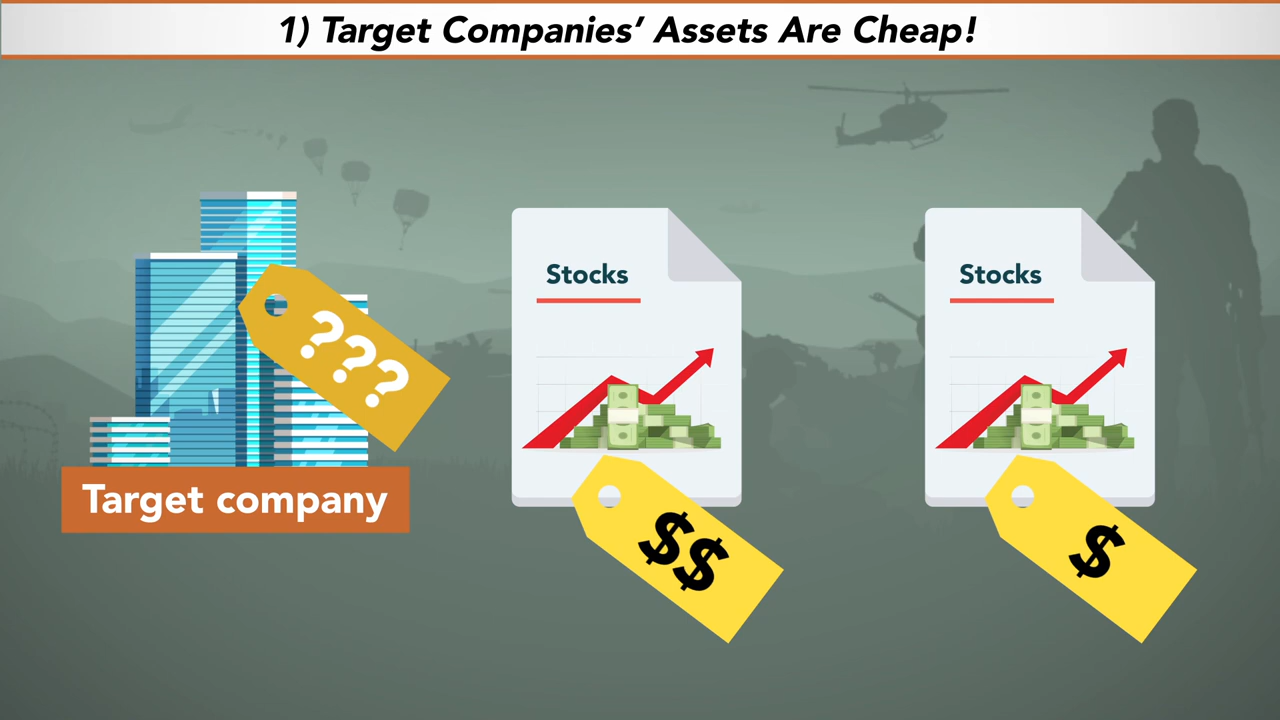 1) Target Companies’ Assets Are Cheap!
???
Target company
Stocks
$$
Stocks
$